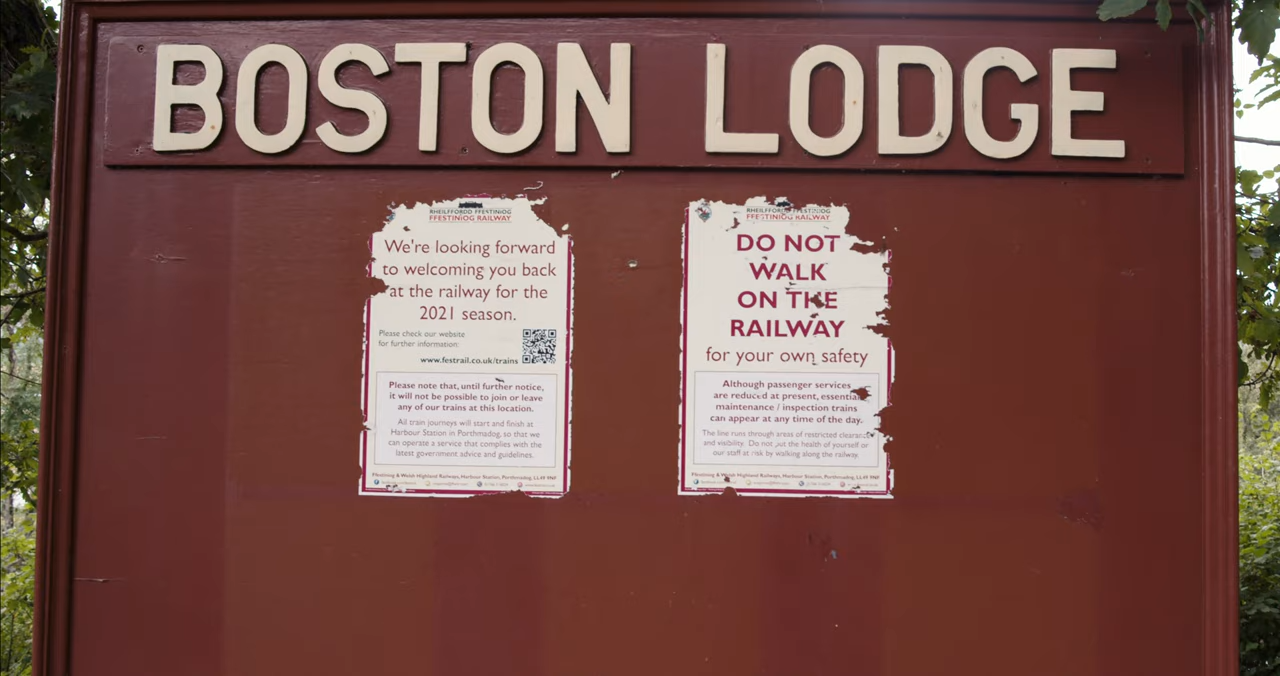 BOSTON LODGE
RHEILFFORDD FFESTINIOG
FFESTINIOG RAILWAY
We're looking forward
to welcoming you back
at the railway for the
2021 season.
Please check our website
for further information:
www.festrail.co.uk/trains
Please note that, until further notice,
it will not be possible to join or leave
any of our trains at this location.
All train journeys will start and finish at
Harbour Station in Porthmadog, so that we
can operate a service that complies with the
latest government advice and guidelines.
Ffestiniog & Welsh Highland Railways, Harbour Station, Porthmadog, LL49 9NF
RHEILFFORDD FFESTINIOG
FFESTINIOG RAILWAY
DO NOT
WALK
ON THE
RAILWAY
for your own safety
Although passenger services
are reduced at present, essential
maintenance / inspection trains
can appear at any time of the day.
The line runs through areas of restricted clearance
and visibility. Do not put the health of yourself or
our staff at risk by walking along the railway.
Ffestiniog & Welsh Highland Railways, Harbour Station, Porthmadog, LL49 9NF